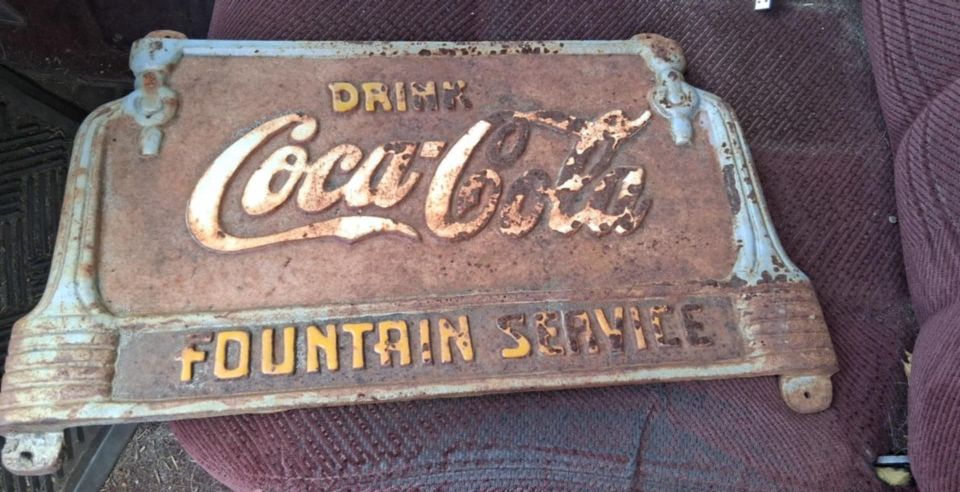 DRINK
Coca-Cola
FOUNTAIN SERVICE